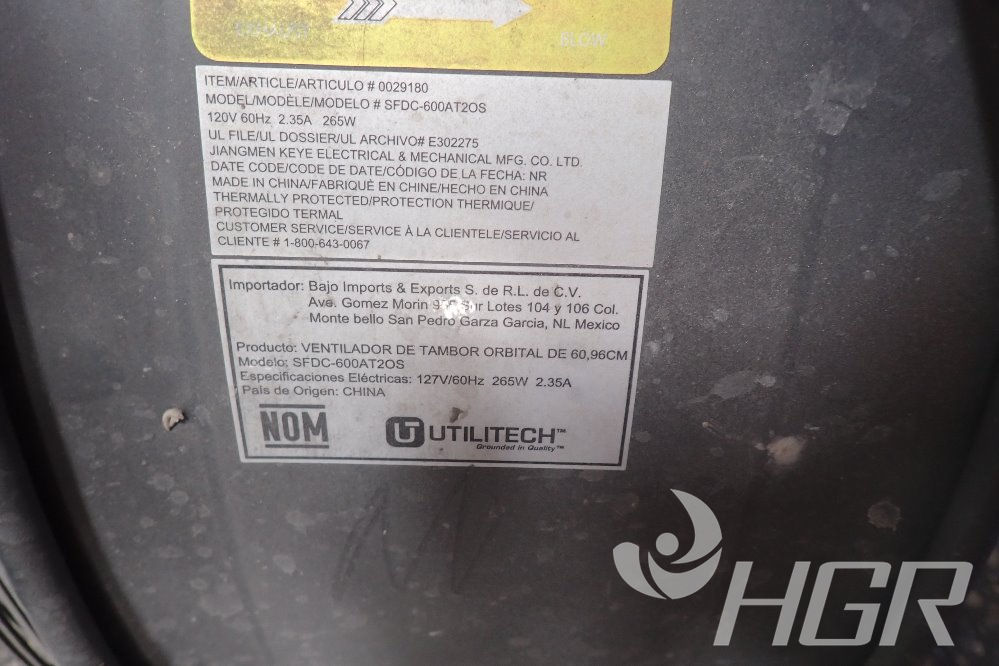 BLOW
ITEM/ARTICLE/ARTICULO # 0029180
MODEL/MODÈLE/MODELO # SFDC-600AT2OS
120V 60Hz 2.35A 265W
UL FILE/UL DOSSIER/UL ARCHIVO# E302275
JIANGMEN KEYE ELECTRICAL & MECHANICAL MFG. CO. LTD.
DATE CODE/CODE DE DATE/CÓDIGO DE LA FECHA: NR
MADE IN CHINA/FABRIQUÉ EN CHINE/HECHO EN CHINA
THERMALLY PROTECTED/PROTECTION THERMIQUE/
PROTEGIDO TERMAL
CUSTOMER SERVICE/SERVICE À LA CLIENTELE/SERVICIO AL
CLIENTE # 1-800-643-0067
Importador: Bajo Imports & Exports S. de R.L. de C.V.
Ave. Gomez Morin Sur Lotes 104 y 106 Col.
Monte bello San Pedro Garza Garcia, NL Mexico
Producto: VENTILADOR DE TAMBOR ORBITAL DE 60,96CM
Modelo: SFDC-600AT2OS
Especificaciones Eléctricas: 127V/60Hz 265W 2.35A
País de Origen: CHINA
NOM
UTILITECH™
Grounded in Quality™
HGR